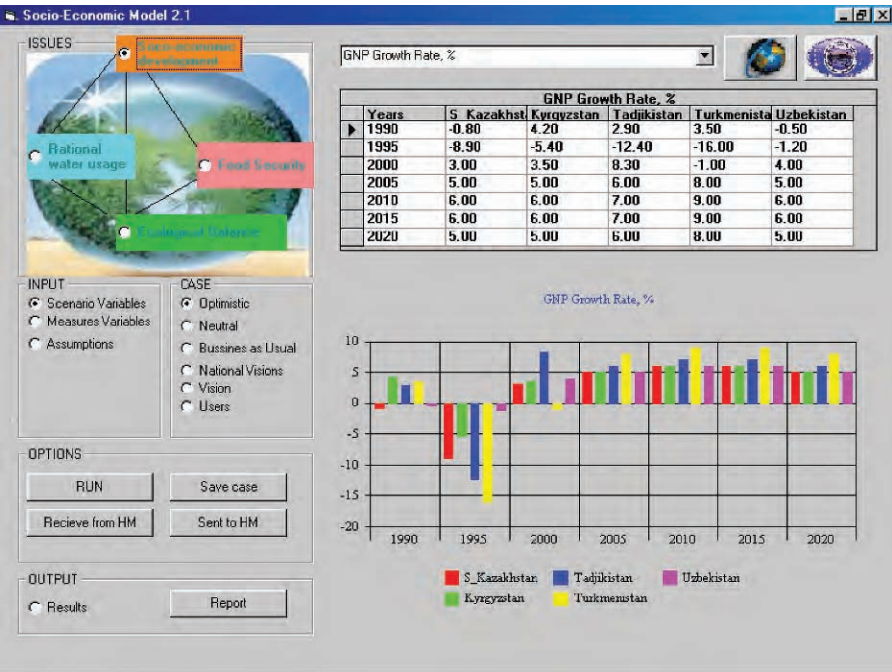 Socio-Economic Model 2.1
ISSUES
Socio-economic
development
Rational
water usage
Food Security
Ecological Balance
GNP Growth Rate, %
GNP Growth Rate, %
Years S_Kazakhst Kyrgyzstan Tadjikistan Turkmenista Uzbekistan
1990 -0.80 4.20 2.90 3.50 -0.50
1995 -8.90 -5.40 -12.40 -16.00 -1.20
2000 3.00 3.50 8.30 -1.00 4.00
2005 5.00 5.00 6.00 8.00 5.00
2010 6.00 6.00 7.00 9.00 6.00
2015 6.00 6.00 7.00 9.00 6.00
2020 5.00 5.00 6.00 8.00 5.00
INPUT
Scenario Variables
Measures Variables
Assumptions
CASE
Optimistic
Neutral
Bussines as Usual
National Visions
Vision
Users
OPTIONS
RUN
Save case
Recieve from HM
Sent to HM
OUTPUT
Results
Report
GNP Growth Rate, %
10
5
0
-5
-10
-15
-20
1990 1995 2000 2005 2010 2015 2020
S_Kazakhstan Tadjikistan Uzbekistan
Kyrgyzstan Turkmenistan